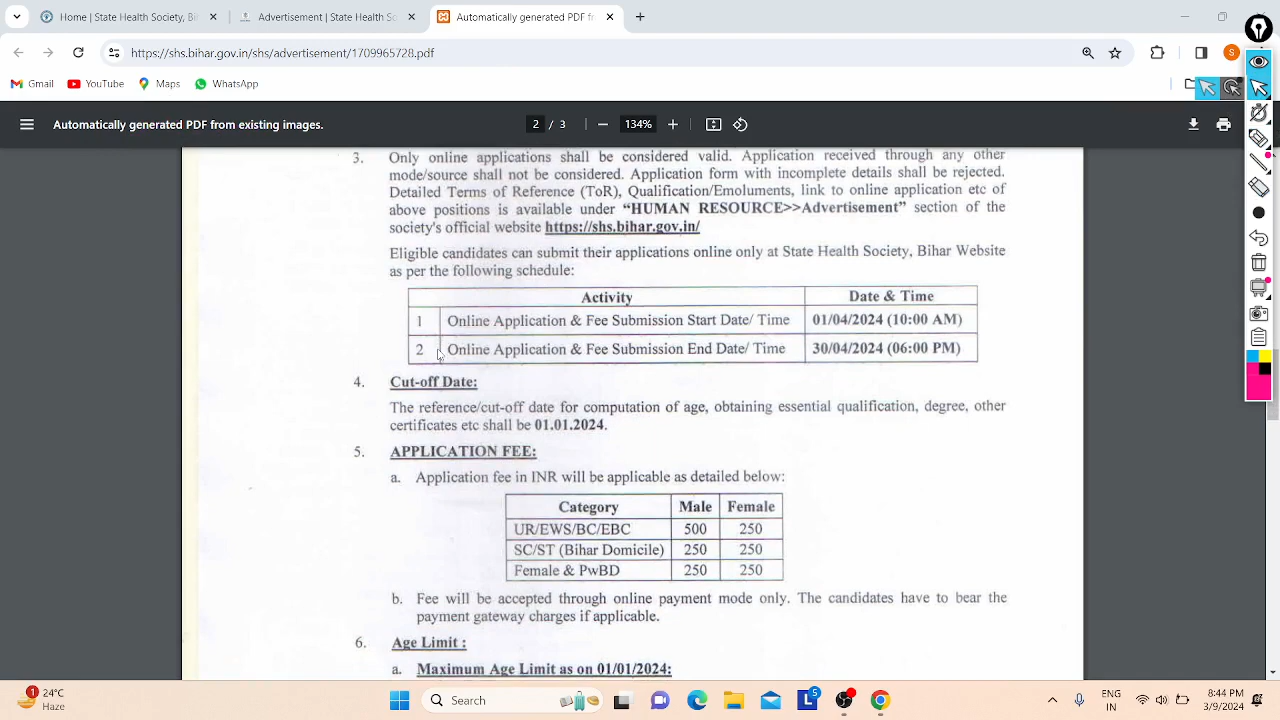 Home | State Health Society, Bih
Advertisement | State Health So
Automatically generated PDF fr
https://shs.bihar.gov.in/shs/advertisement/1709965728.pdf
S
Gmail YouTube Maps WhatsApp
Automatically generated PDF from existing images. 2 / 3 134%
3. Only online applications shall be considered valid. Application received through any other
mode/source shall not be considered. Application form with incomplete details shall be rejected.
Detailed Terms of Reference (ToR), Qualification/Emoluments, link to online application etc of
above positions is available under “HUMAN RESOURCE>>Advertisement” section of the
society's official website https://shs.bihar.gov.in/
Eligible candidates can submit their applications online only at State Health Society, Bihar Website
as per the following schedule:
Activity Date & Time
1 Online Application & Fee Submission Start Date/ Time 01/04/2024 (10:00 AM)
2 Online Application & Fee Submission End Date/ Time 30/04/2024 (06:00 PM)
4. Cut-off Date:
The reference/cut-off date for computation of age, obtaining essential qualification, degree, other
certificates etc shall be 01.01.2024.
5. APPLICATION FEE:
a. Application fee in INR will be applicable as detailed below:
Category Male Female
UR/EWS/BC/EBC 500 250
SC/ST (Bihar Domicile) 250 250
Female & PwBD 250 250
b. Fee will be accepted through online payment mode only. The candidates have to bear the
payment gateway charges if applicable.
6. Age Limit :
a. Maximum Age Limit as on 01/01/2024:
1 24°C
Haze
Search
L 5
ENG
IN
8:44 PM
3/9/2024